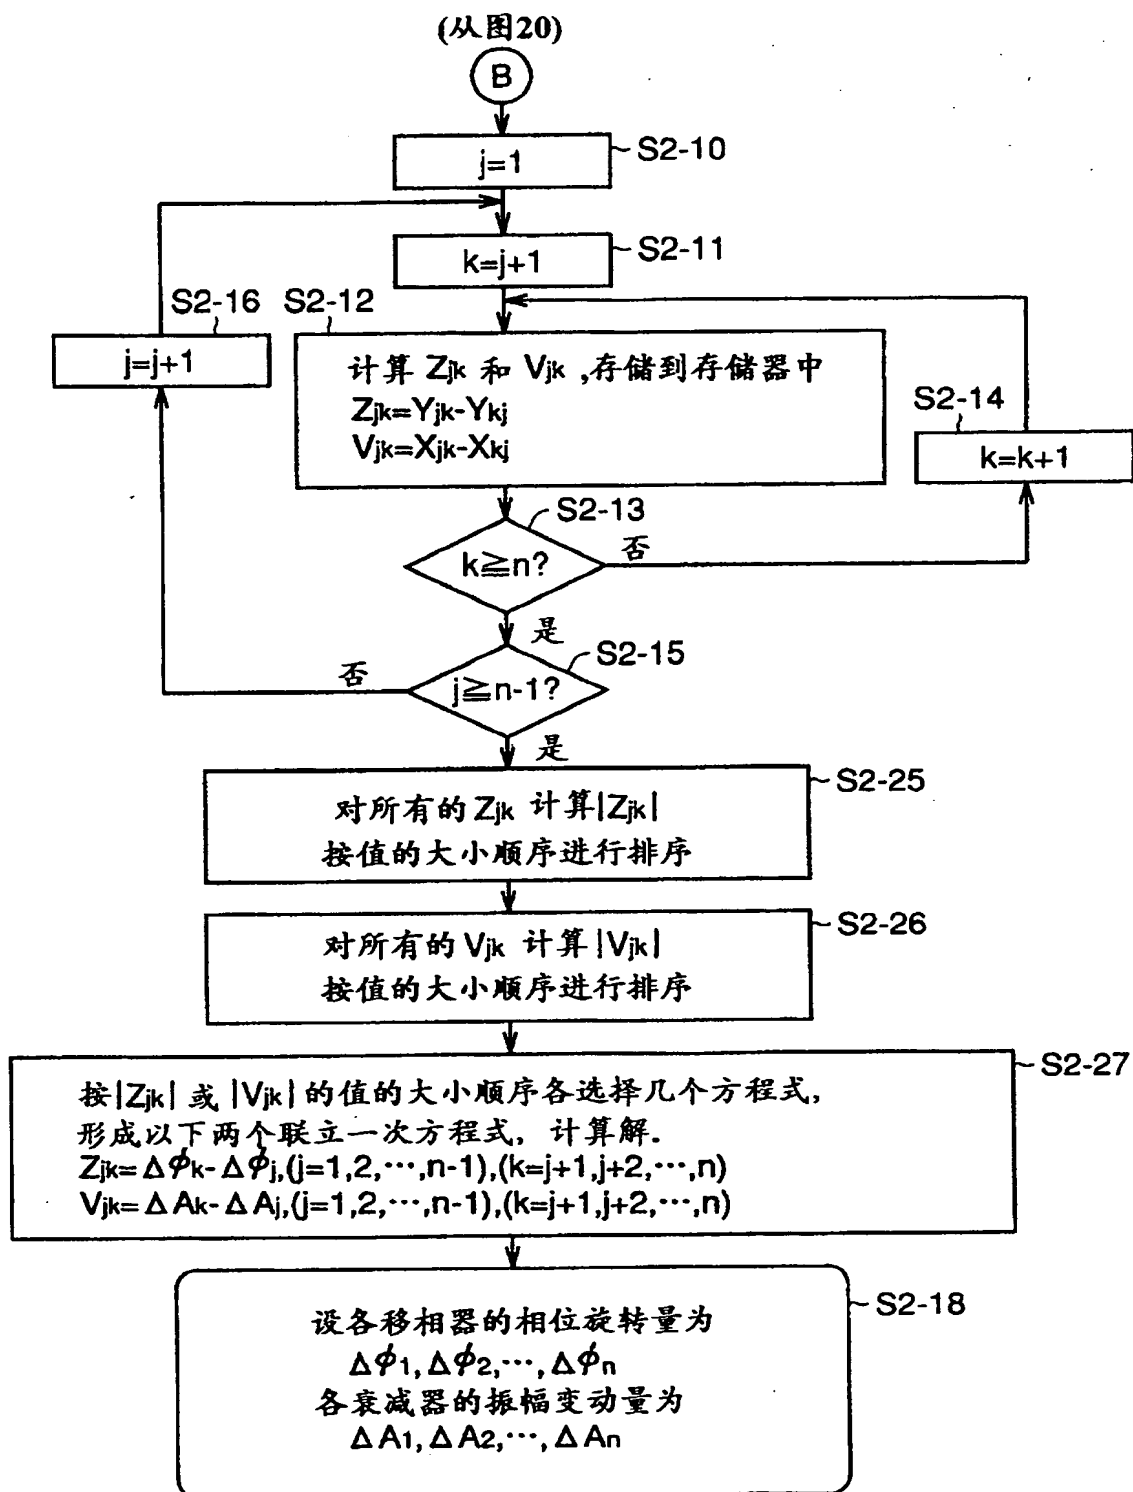 (从图20)
B
j=1
S2-10
k=j+1
S2-11
S2-16
j=j+1
S2-12
计算 Zjk 和 Vjk ,存储到存储器中
Zjk=Yjk-Ykj
Vjk=Xjk-Xkj
S2-14
k=k+1
S2-13
k≧n?
否
是
S2-15
j≧n-1?
否
是
S2-25
对所有的 Zjk 计算|Zjk|
按值的大小顺序进行排序
S2-26
对所有的 Vjk 计算|Vjk|
按值的大小顺序进行排序
S2-27
按|Zjk| 或 |Vjk| 的值的大小顺序各选择几个方程式,
形成以下两个联立一次方程式, 计算解.
Zjk=Δϕk-Δϕj,(j=1,2,⋯,n-1),(k=j+1,j+2,⋯,n)
Vjk=ΔAk-ΔAj,(j=1,2,⋯,n-1),(k=j+1,j+2,⋯,n)
S2-18
设各移相器的相位旋转量为
Δϕ1,Δϕ2,⋯,Δϕn
各衰减器的振幅变动量为
ΔA1,ΔA2,⋯,ΔAn